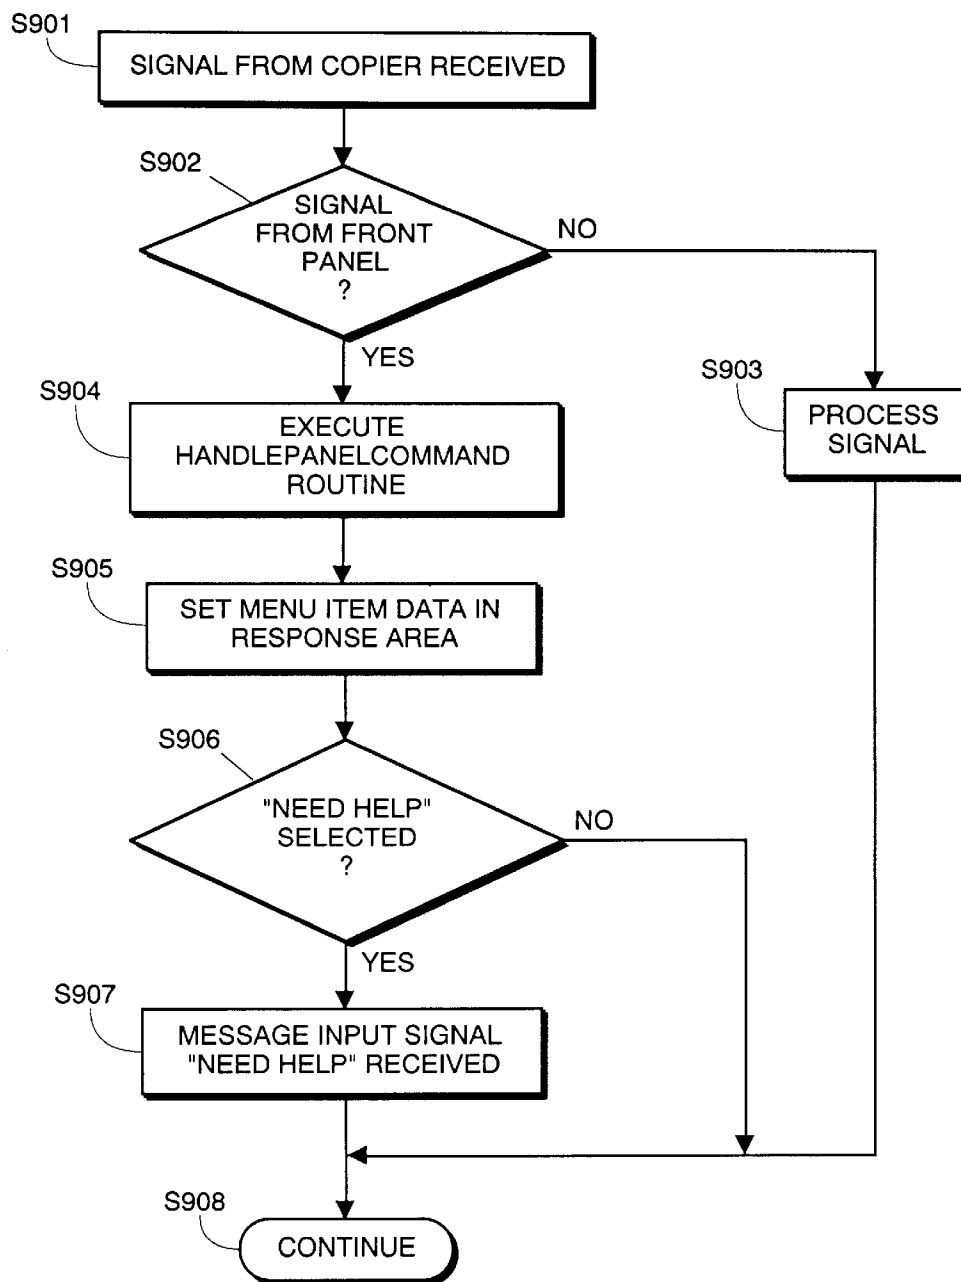 S901
SIGNAL FROM COPIER RECEIVED
S902
SIGNAL
FROM FRONT
PANEL
?
NO
YES
S903
PROCESS
SIGNAL
S904
EXECUTE
HANDLEPANELCOMMAND
ROUTINE
S905
SET MENU ITEM DATA IN
RESPONSE AREA
S906
"NEED HELP"
SELECTED
?
NO
YES
S907
MESSAGE INPUT SIGNAL
"NEED HELP" RECEIVED
S908
CONTINUE